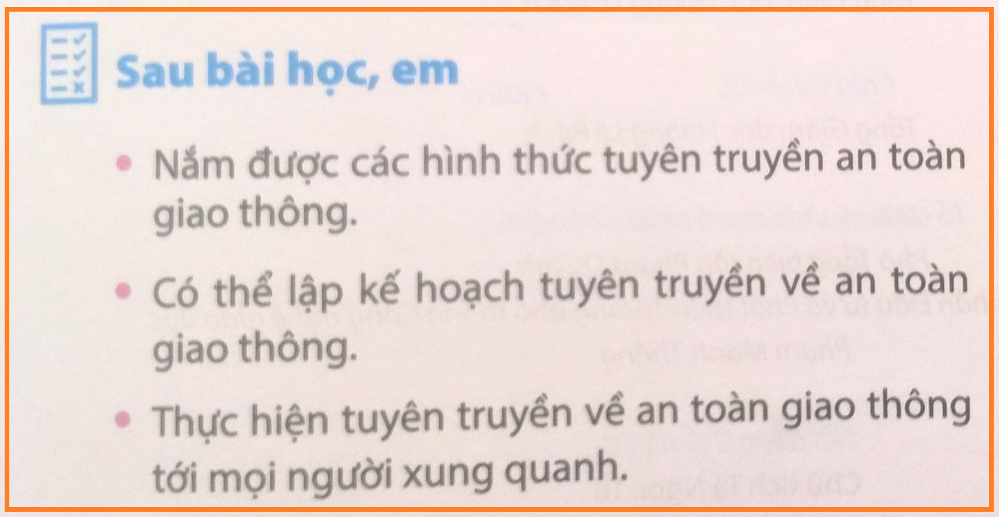 Sau bài học, em
Nắm được các hình thức tuyên truyền an toàn
giao thông.
Có thể lập kế hoạch tuyên truyền về an toàn
giao thông.
Thực hiện tuyên truyền về an toàn giao thông
tới mọi người xung quanh.